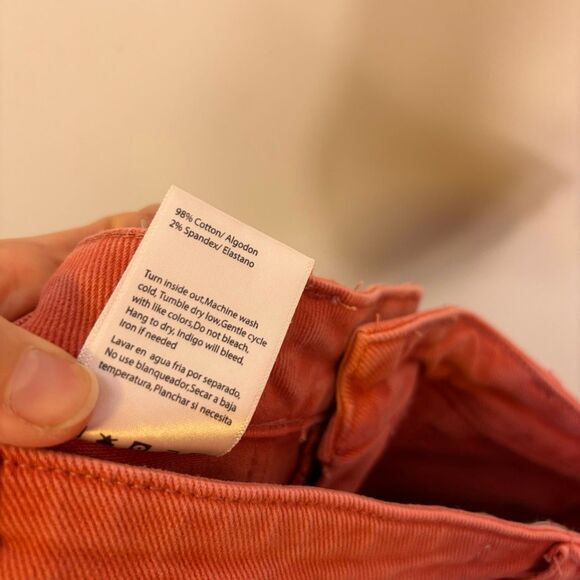 98% Cotton/ Algodon
2% Spandex/ Elastano
Turn inside out,Machine wash
cold, Tumble dry low,Gentle cycle
with like colors,Do not bleach,
Hang to dry, Indigo will bleed,
Iron if needed
Lavar en agua fria por separado,
No use blanqueador,Secar a baja
temperatura,Planchar si necesita